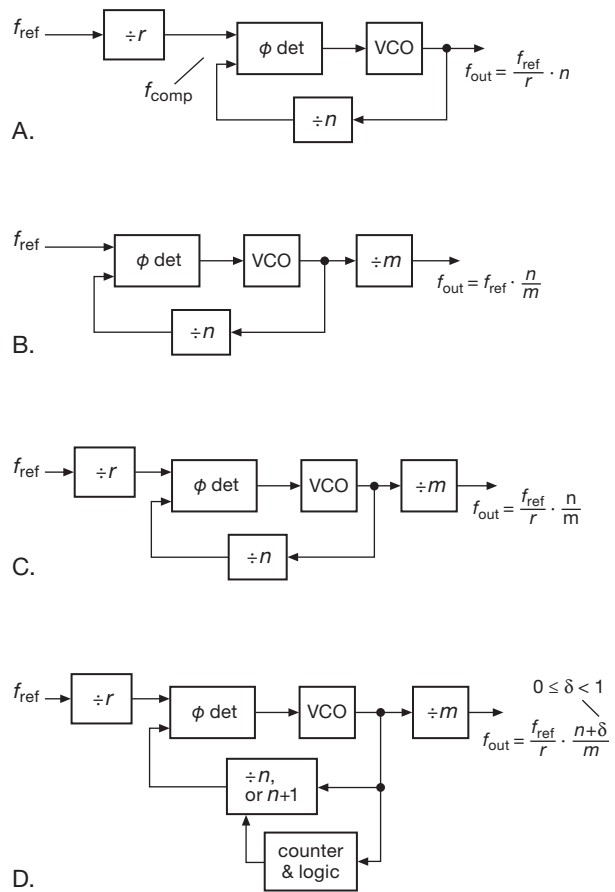 f_ref ÷r φ det VCO
f_comp
f_out = f_ref/r · n
÷n
A.
f_ref φ det VCO ÷m
f_out = f_ref · n/m
÷n
B.
f_ref ÷r φ det VCO ÷m
f_out = f_ref/r · n/m
÷n
C.
0 ≤ δ < 1
f_ref ÷r φ det VCO ÷m
f_out = f_ref/r · n+δ/m
÷n,
or n+1
counter
& logic
D.